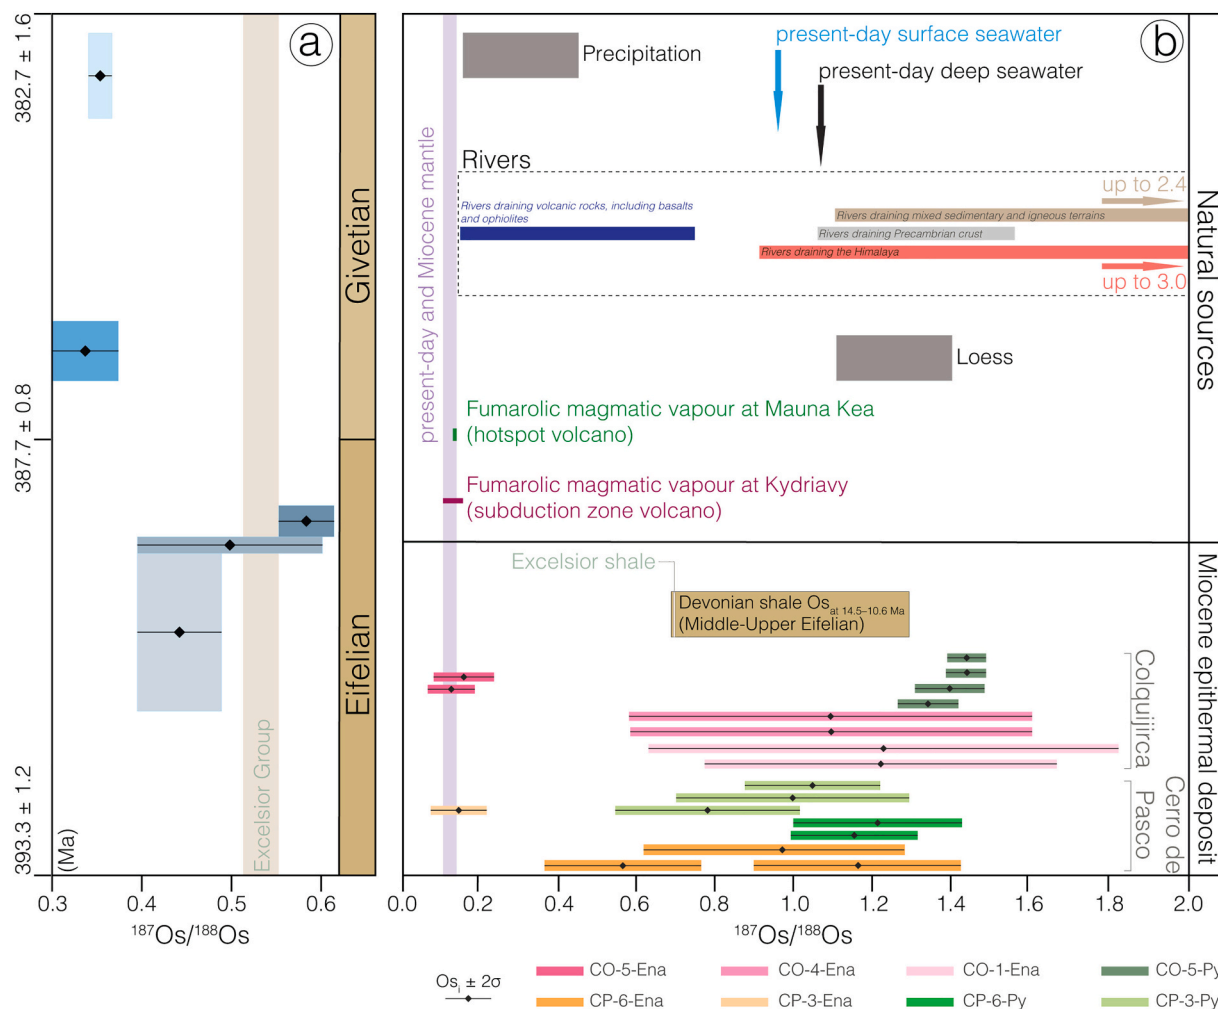 a
382.7 ± 1.6
387.7 ± 0.8
393.3 ± 1.2
(Ma)
Givetian
Eifelian
Excelsior Group
0.3
0.4
0.5
0.6
187Os/188Os
b
Precipitation
present-day surface seawater
present-day deep seawater
present-day and Miocene mantle
Rivers
Rivers draining volcanic rocks, including basalts
and ophiolites
up to 2.4
Rivers draining mixed sedimentary and igneous terrains
Rivers draining Precambrian crust
Rivers draining the Himalaya
up to 3.0
Loess
Fumarolic magmatic vapour at Mauna Kea
(hotspot volcano)
Fumarolic magmatic vapour at Kydriavy
(subduction zone volcano)
Natural sources
Excelsior shale
Devonian shale Os at 14.5–10.6 Ma
(Middle-Upper Eifelian)
Colquijirca
Cerro de
Pasco
Miocene epithermal deposit
0.0
0.2
0.4
0.6
0.8
1.0
1.2
1.4
1.6
1.8
2.0
187Os/188Os
Osi ± 2σ
CO-5-Ena
CO-4-Ena
CO-1-Ena
CO-5-Py
CP-6-Ena
CP-3-Ena
CP-6-Py
CP-3-Py